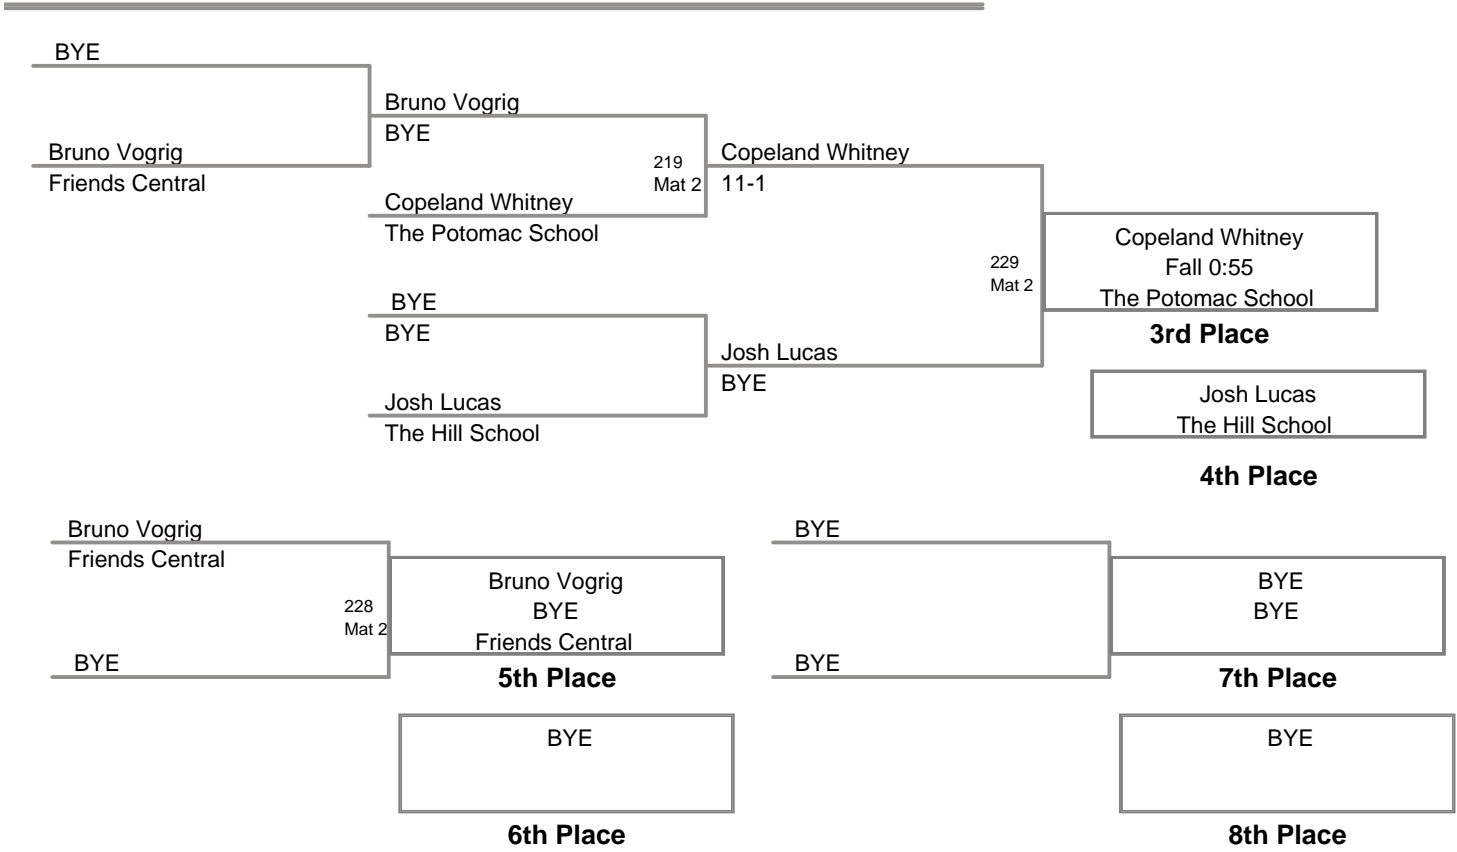 BYE
Bruno Vogrig
Friends Central
Bruno Vogrig
BYE
219
Mat 2
Copeland Whitney
The Potomac School
Copeland Whitney
11-1
BYE
BYE
Josh Lucas
The Hill School
Josh Lucas
BYE
229
Mat 2
Copeland Whitney
Fall 0:55
The Potomac School
3rd Place
Josh Lucas
The Hill School
4th Place
Bruno Vogrig
Friends Central
228
Mat 2
BYE
Bruno Vogrig
BYE
Friends Central
5th Place
BYE
6th Place
BYE
BYE
BYE
BYE
7th Place
BYE
8th Place